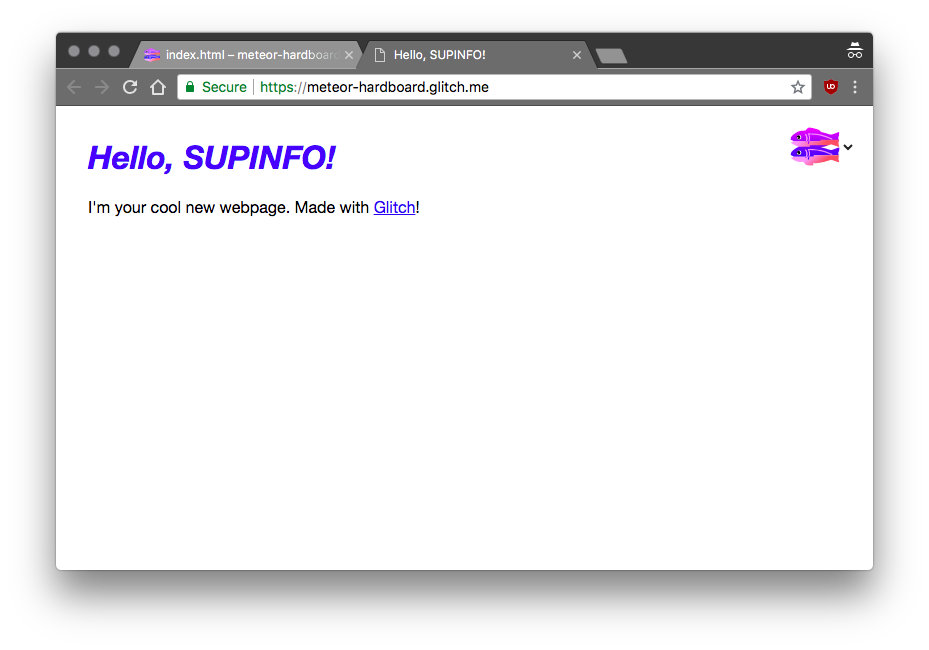 index.html – meteor-hardboard
Hello, SUPINFO!
Secure
https://meteor-hardboard.glitch.me
Hello, SUPINFO!
I'm your cool new webpage. Made with Glitch!